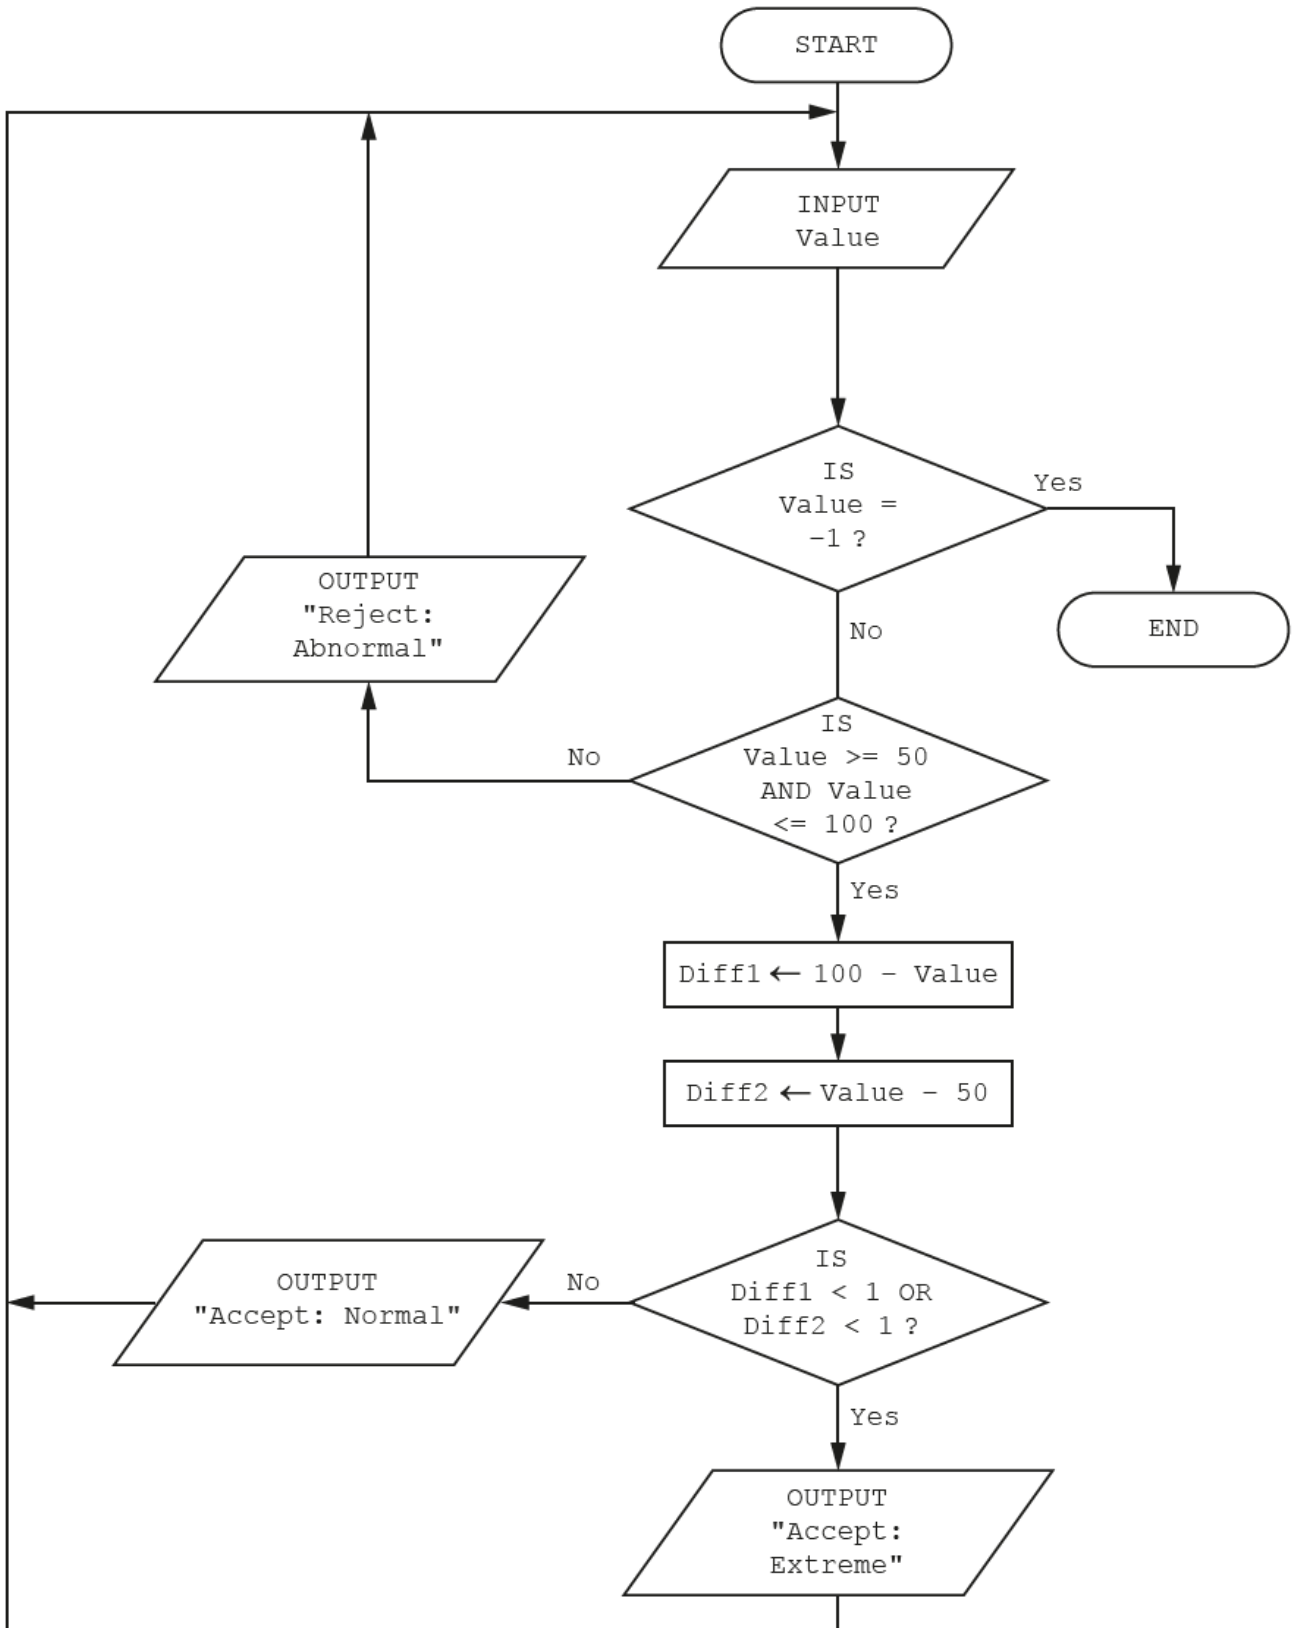 START
INPUT
Value
IS
Value =
–1 ?
Yes
END
No
OUTPUT
"Reject:
Abnormal"
No
IS
Value >= 50
AND Value
<= 100 ?
Yes
Diff1 ← 100 – Value
Diff2 ← Value – 50
IS
Diff1 < 1 OR
Diff2 < 1 ?
No
OUTPUT
"Accept: Normal"
Yes
OUTPUT
"Accept:
Extreme"